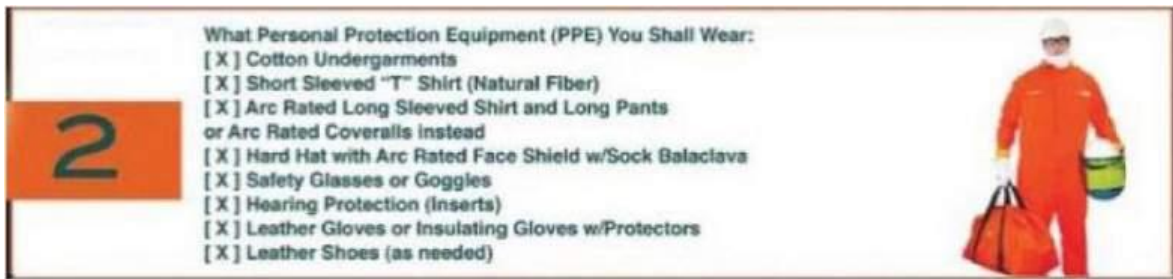 What Personal Protection Equipment (PPE) You Shall Wear:
[ X ] Cotton Undergarments
[ X ] Short Sleeved "T" Shirt (Natural Fiber)
[ X ] Arc Rated Long Sleeved Shirt and Long Pants
or Arc Rated Coveralls instead
[ X ] Hard Hat with Arc Rated Face Shield w/Sock Balaclava
2
[ X ] Safety Glasses or Goggles
[ X ] Hearing Protection (Inserts)
[ X ] Leather Gloves or Insulating Gloves w/Protectors
[ X ] Leather Shoes (as needed)